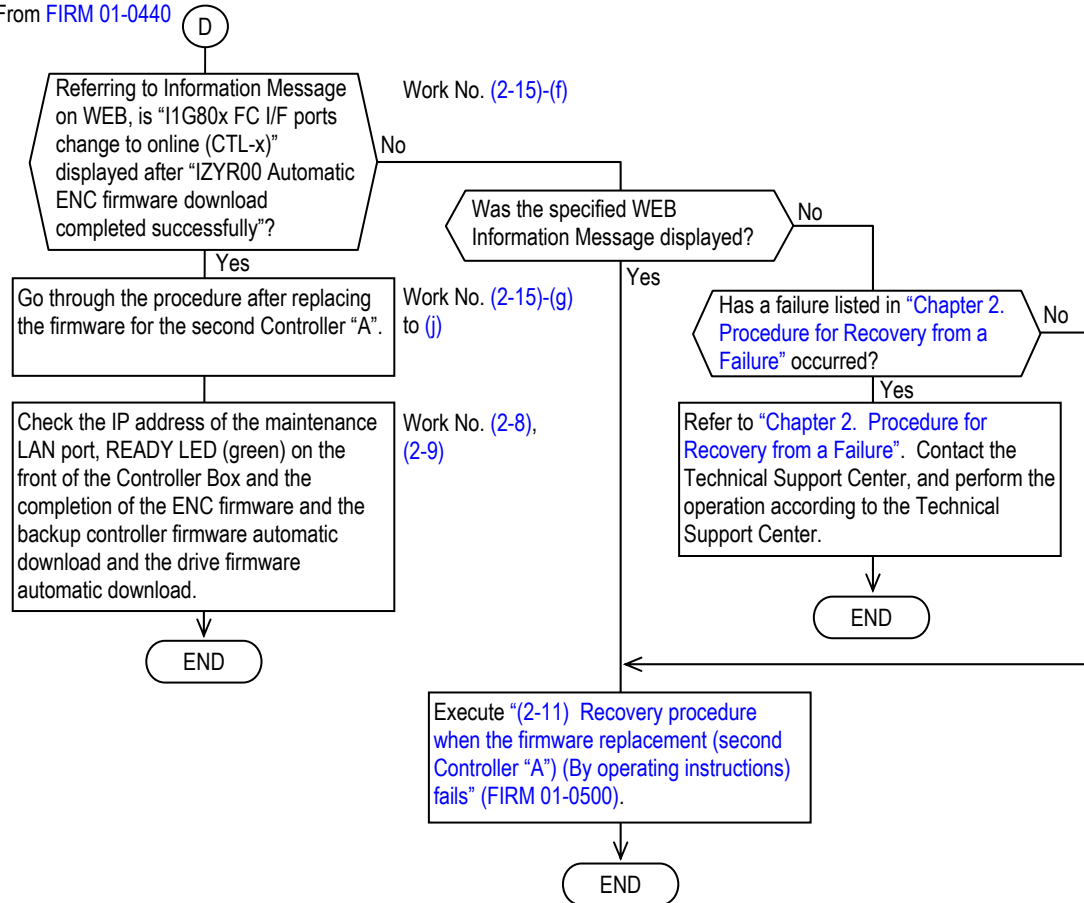 From FIRM 01-0440
D
Referring to Information Message
on WEB, is “I1G80x FC I/F ports
change to online (CTL-x)”
displayed after “IZYR00 Automatic
ENC firmware download
completed successfully”?
Work No. (2-15)-(f)
No
Yes
Was the specified WEB
Information Message displayed?
No
Yes
Go through the procedure after replacing
the firmware for the second Controller “A”.
Work No. (2-15)-(g)
to (j)
Has a failure listed in “Chapter 2.
Procedure for Recovery from a
Failure” occurred?
No
Yes
Check the IP address of the maintenance
LAN port, READY LED (green) on the
front of the Controller Box and the
completion of the ENC firmware and the
backup controller firmware automatic
download and the drive firmware
automatic download.
Work No. (2-8),
(2-9)
Refer to “Chapter 2.  Procedure for
Recovery from a Failure”.  Contact the
Technical Support Center, and perform the
operation according to the Technical
Support Center.
END
END
Execute “(2-11)  Recovery procedure
when the firmware replacement (second
Controller “A”) (By operating instructions)
fails” (FIRM 01-0500).
END